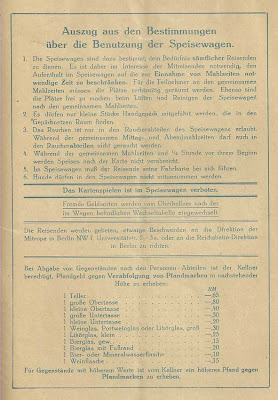 Auszug aus den Bestimmungen
über die Benutzung der Speisewagen.
1. Die Speisewagen sind dazu bestimmt, dem Bedürfnis sämtlicher Reisenden
zu dienen. Es ist daher im Interesse der Mitreisenden notwendig, den
Aufenthalt im Speisewagen auf die zur Einnahme von Mahlzeiten not-
wendige Zeit zu beschränken. Für die Teilnehmer an den gemeinsamen
Mahlzeiten müssen die Plätze rechtzeitig geräumt werden. Ebenso sind
die Plätze frei zu machen beim Lüften und Reinigen der Speisewagen
nach den gemeinsamen Mahlzeiten.
2. Es dürfen nur kleine Stücke Handgepäck mitgeführt werden, die in den
Gepäcknetzen Raum finden.
3. Das Rauchen ist nur in den Raucherabteilen des Speisewagens erlaubt.
Während der gemeinsamen Mittag- und Abendmahlzeiten darf auch in
den Raucherabteilen nicht geraucht werden.
4. Während der gemeinsamen Mahlzeiten und ¼ Stunde vor ihrem Beginn
werden Speisen nach der Karte nicht verabreicht.
5. Im Speisewagen muß der Reisende seine Fahrkarte bei sich führen.
6. Hunde dürfen in den Speisewagen nicht mitgenommen werden.
Das Kartenspielen ist im Speisewagen verboten.
Fremde Geldsorten werden vom Oberkellner nach der
im Wagen befindlichen Wechseltabelle eingewechselt.
Die Reisenden werden gebeten, etwaige Beschwerden an die Direktion der
Mitropa in Berlin NW 7, Universitätstr. oder an die Reichsbahn-Direktion
in Berlin zu richten.
Bei Abgabe von Gegenständen nach den Personen-Abteilen ist der Kellner
berechtigt, Pfandgeld gegen Verabfolgung von Pfandmarken in nachstehender
Höhe zu erheben:
RM
1 Teller —,65
1 große Obertasse —,50
1 kleine Obertasse
1 große Untertasse
1 kleine Untertasse —,20
1 Weinglas, Portweinglas oder Likörglas, groß —,30
1 Likörglas, klein
1 Bierglas, gew.
1 Bierglas mit Fußrand
1 Bier- oder Mineralwasserflasche
1 Weinflasche
Für Gegenstände mit höherem Werte ist vom Kellner ein höheres Pfand gegen
Pfandmarken zu erheben.